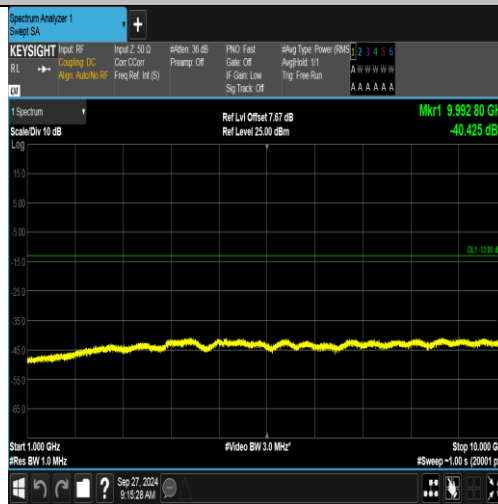 Spectrum Analyzer 1
Swept SA
+
KEYSIGHT Input: RF Input Z: 50 Ω #Atten: 36 dB PNO: Fast #Avg Type: Power (RMS 1 2 3 4 5 6
RL Coupling: DC Corr CCorr Preamp: Off Gate: Off Avg|Hold: 1/1 A W W W W W
Align: Auto/No RF Freq Ref: Int (S) IF Gain: Low Trig: Free Run
Sig Track: Off A A A A A A
1 Spectrum
Ref Lvl Offset 7.67 dB Mkr1 9.992 80 GH
Scale/Div 10 dB Ref Level 25.00 dBm -40.425 dB
Log
15.0
5.00
-5.00
DL1 -13.00 d
-15.0
-25.0
-35.0
-45.0
-55.0
-65.0
Start 1.000 GHz #Video BW 3.0 MHz* Stop 10.000 G
#Res BW 1.0 MHz #Sweep ~1.00 s (20001 p
? Sep 27, 2024
9:15:28 AM